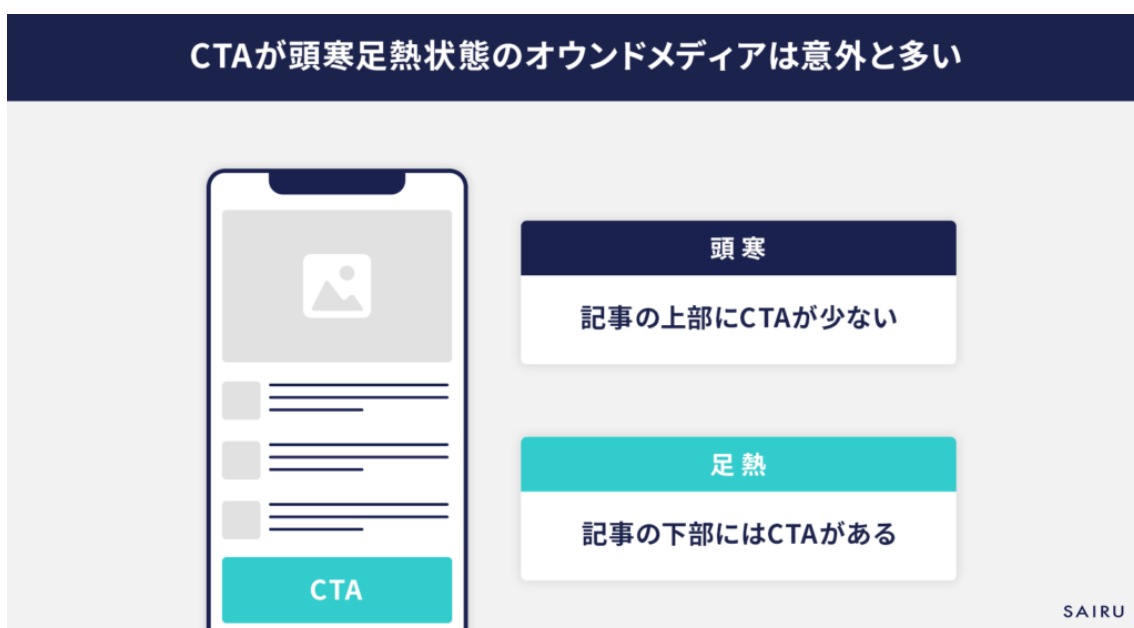 CTAが頭寒足熱状態のオウンドメディアは意外と多い
頭寒
記事の上部にCTAが少ない
足熱
記事の下部にはCTAがある
CTA
SAIRU